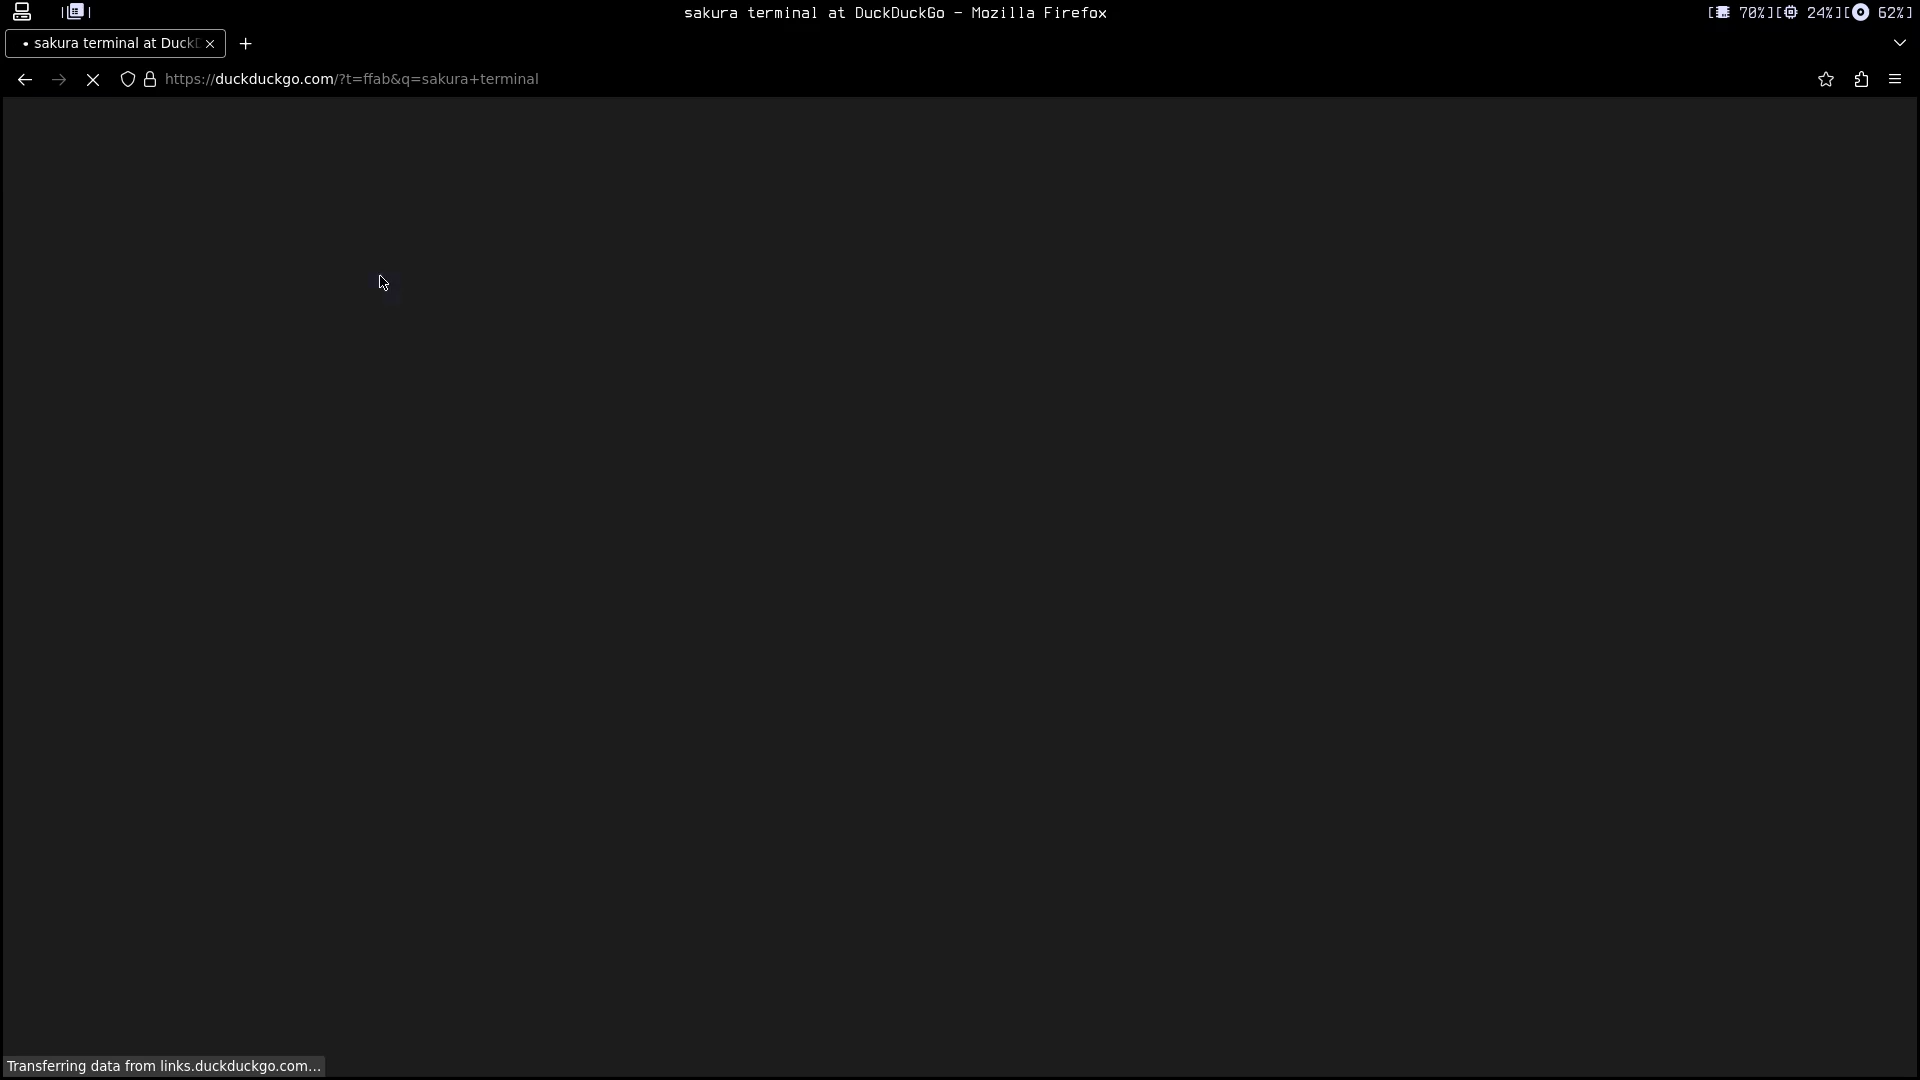 sakura terminal at DuckDuckGo - Mozilla Firefox
[ 70%][ 24%][ 62%]
sakura terminal at Duck
https://duckduckgo.com/?t=ffab&q=sakura+terminal
Transferring data from links.duckduckgo.com…